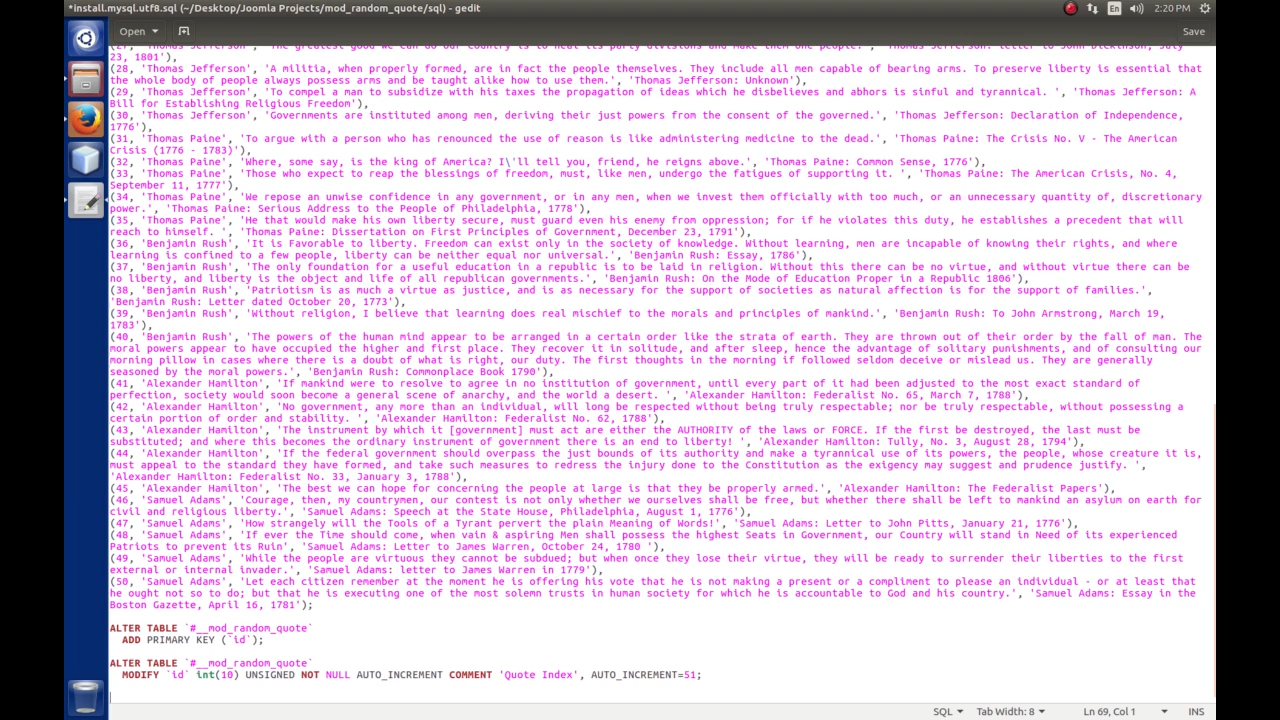 *install.mysql.utf8.sql (~/Desktop/Joomla Projects/mod_random_quote/sql) - gedit
En
2:20 PM
Open
Save
(27, 'Thomas Jefferson', 'The greatest good we can do our country is to heal its party divisions and make them one people.', 'Thomas Jefferson: letter to John Dickinson, July
23, 1801'),
(28, 'Thomas Jefferson', 'A militia, when properly formed, are in fact the people themselves. They include all men capable of bearing arms. To preserve liberty is essential that
the whole body of people always possess arms and be taught alike how to use them.', 'Thomas Jefferson: Unknown'),
(29, 'Thomas Jefferson', 'To compel a man to subsidize with his taxes the propagation of ideas which he disbelieves and abhors is sinful and tyrannical. ', 'Thomas Jefferson: A
Bill for Establishing Religious Freedom'),
(30, 'Thomas Jefferson', 'Governments are instituted among men, deriving their just powers from the consent of the governed.', 'Thomas Jefferson: Declaration of Independence,
1776'),
(31, 'Thomas Paine', 'To argue with a person who has renounced the use of reason is like administering medicine to the dead.', 'Thomas Paine: The Crisis No. V - The American
Crisis (1776 - 1783)'),
(32, 'Thomas Paine', 'Where, some say, is the king of America? I\'ll tell you, friend, he reigns above.', 'Thomas Paine: Common Sense, 1776'),
(33, 'Thomas Paine', 'Those who expect to reap the blessings of freedom, must, like men, undergo the fatigues of supporting it. ', 'Thomas Paine: The American Crisis, No. 4,
September 11, 1777'),
(34, 'Thomas Paine', 'We repose an unwise confidence in any government, or in any men, when we invest them officially with too much, or an unnecessary quantity of, discretionary
power.', 'Thomas Paine: Serious Address to the People of Philadelphia, 1778'),
(35, 'Thomas Paine', 'He that would make his own liberty secure, must guard even his enemy from oppression; for if he violates this duty, he establishes a precedent that will
reach to himself. ', 'Thomas Paine: Dissertation on First Principles of Government, December 23, 1791'),
(36, 'Benjamin Rush', 'It is Favorable to liberty. Freedom can exist only in the society of knowledge. Without learning, men are incapable of knowing their rights, and where
learning is confined to a few people, liberty can be neither equal nor universal.', 'Benjamin Rush: Essay, 1786'),
(37, 'Benjamin Rush', 'The only foundation for a useful education in a republic is to be laid in religion. Without this there can be no virtue, and without virtue there can be
no liberty, and liberty is the object and life of all republican governments.', 'Benjamin Rush: On the Mode of Education Proper in a Republic 1806'),
(38, 'Benjamin Rush', 'Patriotism is as much a virtue as justice, and is as necessary for the support of societies as natural affection is for the support of families.',
'Benjamin Rush: Letter dated October 20, 1773'),
(39, 'Benjamin Rush', 'Without religion, I believe that learning does real mischief to the morals and principles of mankind.', 'Benjamin Rush: To John Armstrong, March 19,
1783'),
(40, 'Benjamin Rush', 'The powers of the human mind appear to be arranged in a certain order like the strata of earth. They are thrown out of their order by the fall of man. The
moral powers appear to have occupied the higher and first place. They recover it in solitude, and after sleep, hence the advantage of solitary punishments, and of consulting our
morning pillow in cases where there is a doubt of what is right, our duty. The first thoughts in the morning if followed seldom deceive or mislead us. They are generally
seasoned by the moral powers.', 'Benjamin Rush: Commonplace Book 1790'),
(41, 'Alexander Hamilton', 'If mankind were to resolve to agree in no institution of government, until every part of it had been adjusted to the most exact standard of
perfection, society would soon become a general scene of anarchy, and the world a desert. ', 'Alexander Hamilton: Federalist No. 65, March 7, 1788'),
(42, 'Alexander Hamilton', 'No government, any more than an individual, will long be respected without being truly respectable; nor be truly respectable, without possessing a
certain portion of order and stability. ', 'Alexander Hamilton: Federalist No. 62, 1788'),
(43, 'Alexander Hamilton', 'The instrument by which it [government] must act are either the AUTHORITY of the laws or FORCE. If the first be destroyed, the last must be
substituted; and where this becomes the ordinary instrument of government there is an end to liberty! ', 'Alexander Hamilton: Tully, No. 3, August 28, 1794'),
(44, 'Alexander Hamilton', 'If the federal government should overpass the just bounds of its authority and make a tyrannical use of its powers, the people, whose creature it is,
must appeal to the standard they have formed, and take such measures to redress the injury done to the Constitution as the exigency may suggest and prudence justify. ',
'Alexander Hamilton: Federalist No. 33, January 3, 1788'),
(45, 'Alexander Hamilton', 'The best we can hope for concerning the people at large is that they be properly armed.', 'Alexander Hamilton: The Federalist Papers'),
(46, 'Samuel Adams', 'Courage, then, my countrymen, our contest is not only whether we ourselves shall be free, but whether there shall be left to mankind an asylum on earth for
civil and religious liberty.', 'Samuel Adams: Speech at the State House, Philadelphia, August 1, 1776'),
(47, 'Samuel Adams', 'How strangely will the Tools of a Tyrant pervert the plain Meaning of Words!', 'Samuel Adams: Letter to John Pitts, January 21, 1776'),
(48, 'Samuel Adams', 'If ever the Time should come, when vain & aspiring Men shall possess the highest Seats in Government, our Country will stand in Need of its experienced
Patriots to prevent its Ruin', 'Samuel Adams: Letter to James Warren, October 24, 1780 '),
(49, 'Samuel Adams', 'While the people are virtuous they cannot be subdued; but when once they lose their virtue, they will be ready to surrender their liberties to the first
external or internal invader.', 'Samuel Adams: letter to James Warren in 1779'),
(50, 'Samuel Adams', 'Let each citizen remember at the moment he is offering his vote that he is not making a present or a compliment to please an individual - or at least that
he ought not so to do; but that he is executing one of the most solemn trusts in human society for which he is accountable to God and his country.', 'Samuel Adams: Essay in the
Boston Gazette, April 16, 1781');
ALTER TABLE `#__mod_random_quote`
ADD PRIMARY KEY (`id`);
ALTER TABLE `#__mod_random_quote`
MODIFY `id` int(10) UNSIGNED NOT NULL AUTO_INCREMENT COMMENT 'Quote Index', AUTO_INCREMENT=51;
SQL
Tab Width: 8
Ln 69, Col 1
INS